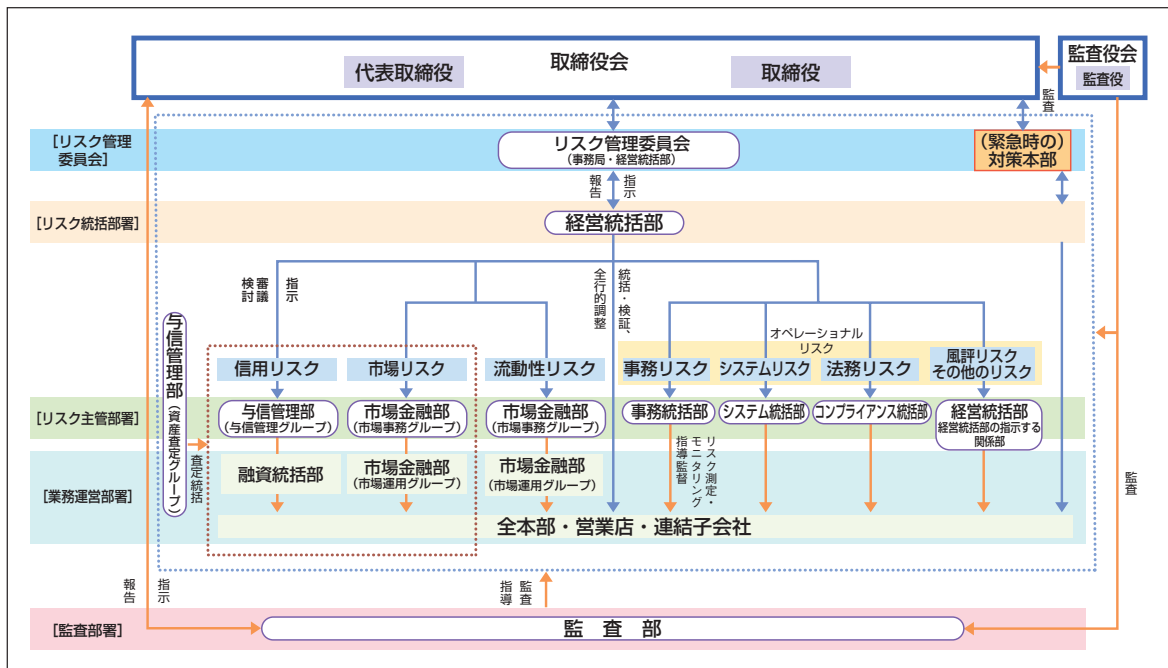 取締役会
代表取締役
取締役
監査役会
監査役
監査
[リスク管理
委員会]
リスク管理委員会
(事務局・経営統括部)
(緊急時の)
対策本部
報告
指示
[リスク統括部署]
経営統括部
検討
審議
指示
全行的調整
統括・検証、
オペレーショナル
リスク
信用リスク
市場リスク
流動性リスク
事務リスク
システムリスク
法務リスク
風評リスク
その他のリスク
与信管理部(資産査定グループ)
査定統括
[リスク主管部署]
与信管理部
(与信管理グループ)
市場金融部
(市場事務グループ)
市場金融部
(市場事務グループ)
事務統括部
システム統括部
コンプライアンス統括部
経営統括部
経営統括部の指示する
関係部
指導監督
モニタリング
リスク測定・
[業務運営部署]
融資統括部
市場金融部
(市場運用グループ)
市場金融部
(市場運用グループ)
全本部・営業店・連結子会社
監査
報告
指示
指導
監査
[監査部署]
監査部